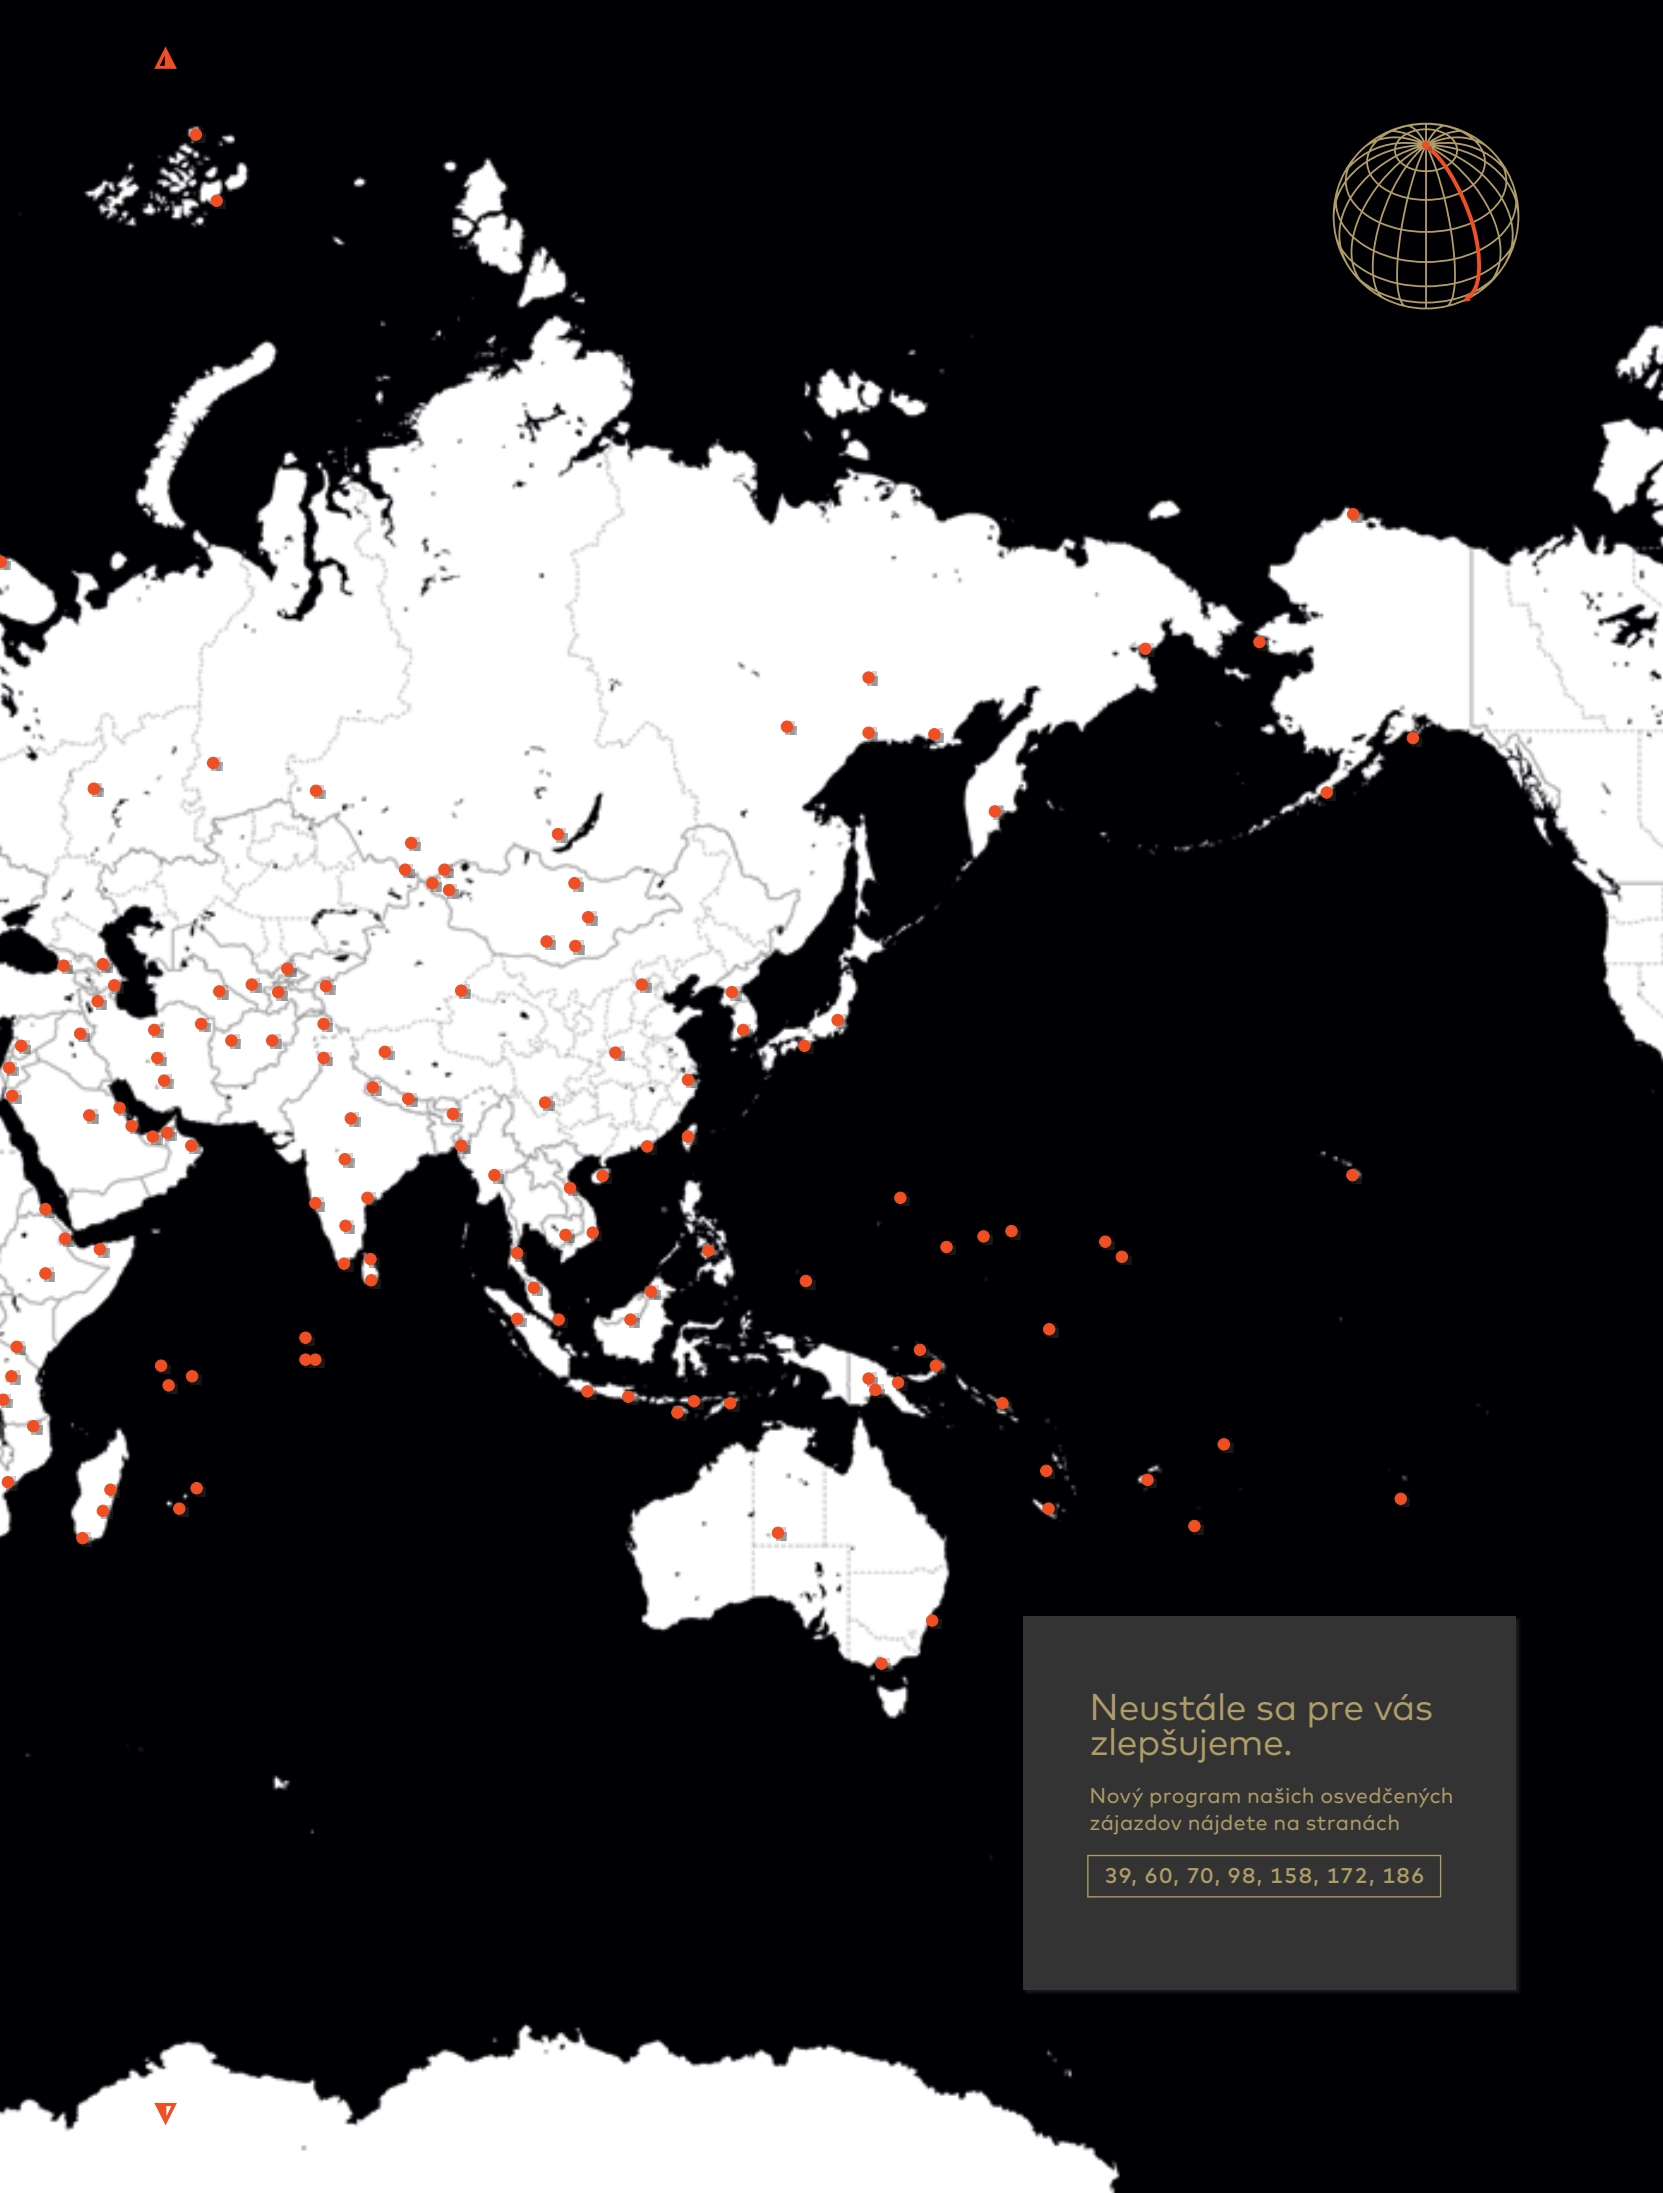 Neustále sa pre vás
zlepšujeme.
Nový program našich osvedčených
zájazdov nájdete na stranách
39, 60, 70, 98, 158, 172, 186